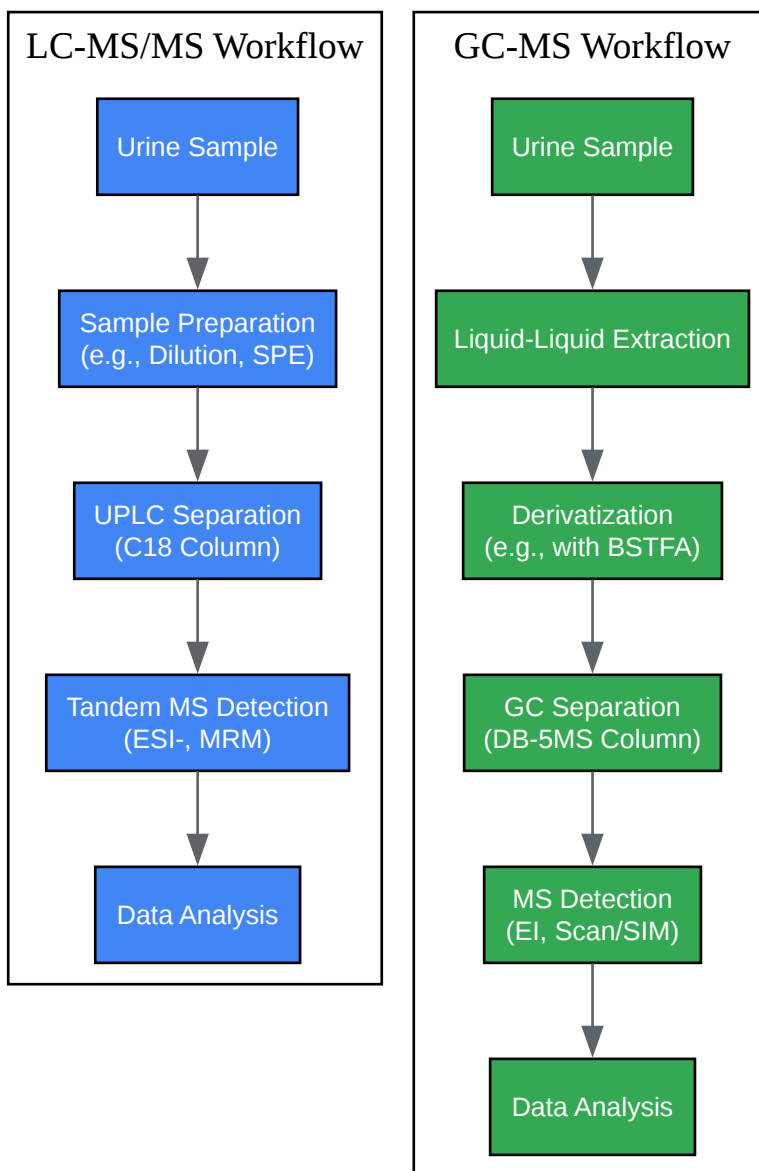 LC-MS/MS Workflow
Urine Sample
Sample Preparation
(e.g., Dilution, SPE)
UPLC Separation
(C18 Column)
Tandem MS Detection
(ESI-, MRM)
Data Analysis
GC-MS Workflow
Urine Sample
Liquid-Liquid Extraction
Derivatization
(e.g., with BSTFA)
GC Separation
(DB-5MS Column)
MS Detection
(EI, Scan/SIM)
Data Analysis